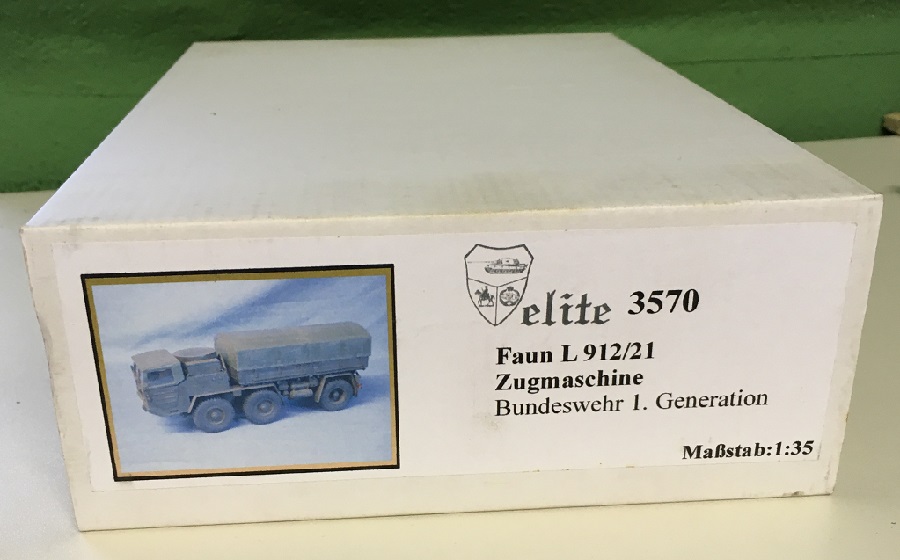 elite 3570
Faun L 912/21
Zugmaschine
Bundeswehr 1. Generation
Maßstab:1:35